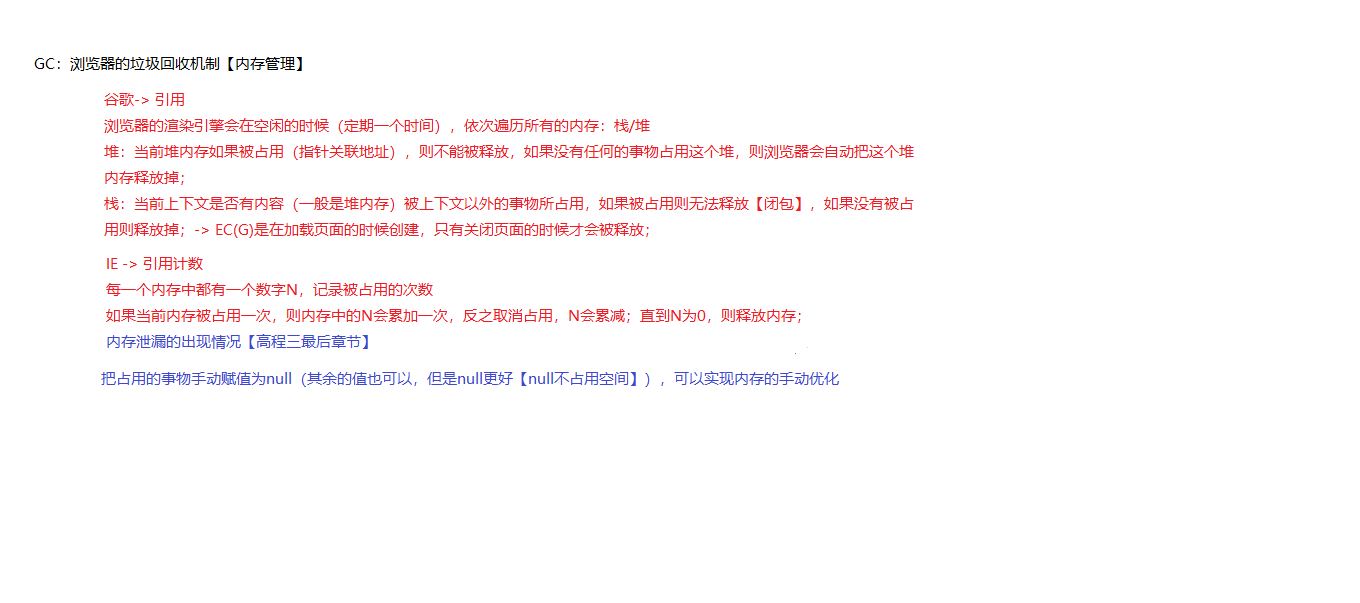 GC：浏览器的垃圾回收机制【内存管理】
谷歌-> 引用
浏览器的渲染引擎会在空闲的时候（定期一个时间），依次遍历所有的内存：栈/堆
堆：当前堆内存如果被占用（指针关联地址），则不能被释放，如果没有任何的事物占用这个堆，则浏览器会自动把这个堆
内存释放掉；
栈：当前上下文是否有内容（一般是堆内存）被上下文以外的事物所占用，如果被占用则无法释放【闭包】，如果没有被占
用则释放掉；-> EC(G)是在加载页面的时候创建，只有关闭页面的时候才会被释放；
IE -> 引用计数
每一个内存中都有一个数字N，记录被占用的次数
如果当前内存被占用一次，则内存中的N会累加一次，反之取消占用，N会累减；直到N为0，则释放内存；
内存泄漏的出现情况【高程三最后章节】
把占用的事物手动赋值为null（其余的值也可以，但是null更好【null不占用空间】），可以实现内存的手动优化